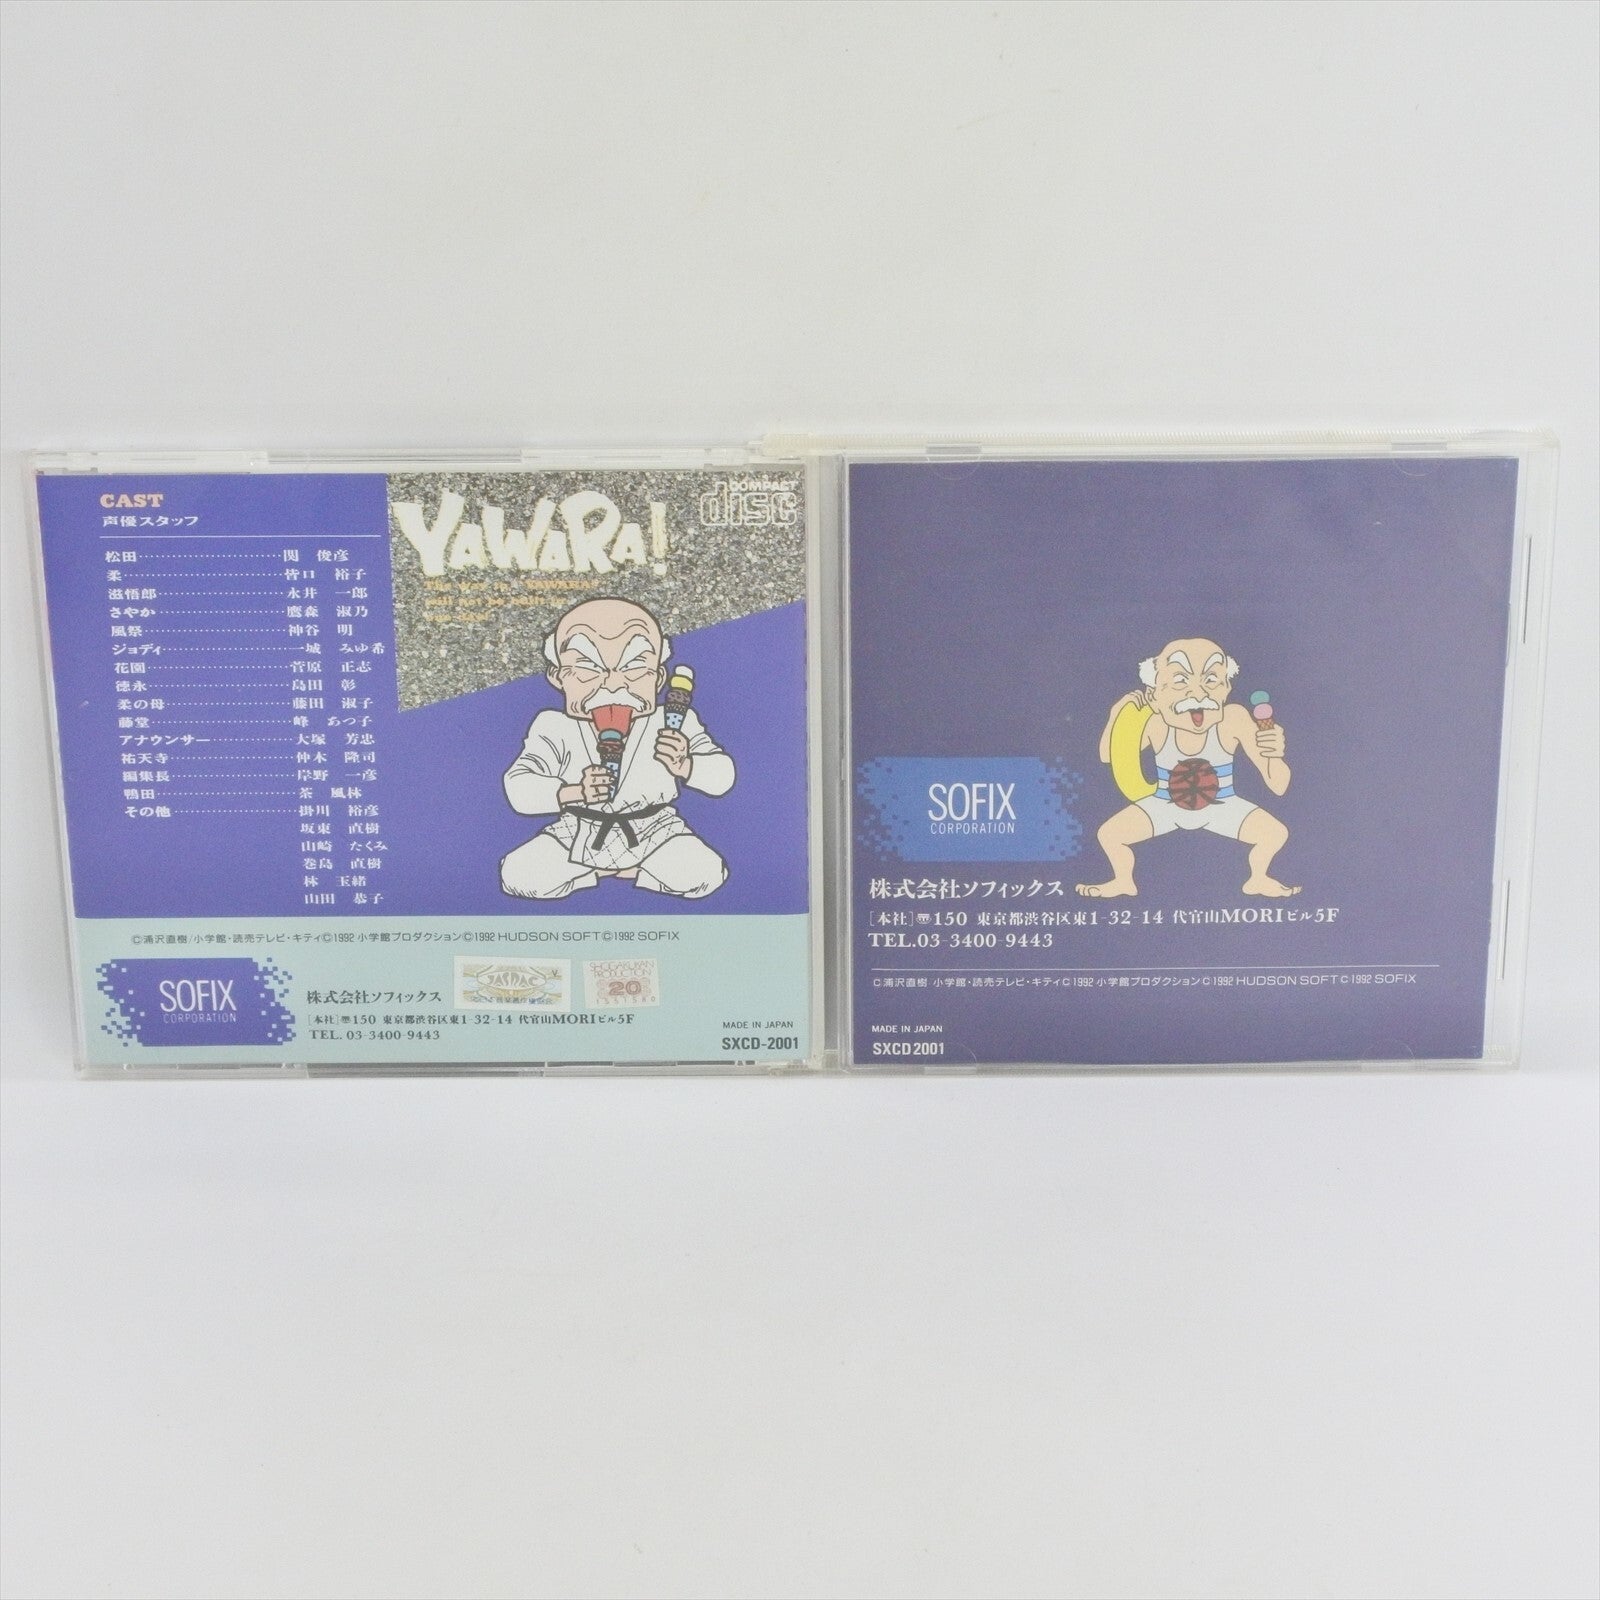 CAST
声優スタッフ
松田‥‥‥‥‥‥‥‥関 俊彦
柔‥‥‥‥‥‥‥‥皆口 裕子
滋悟郎‥‥‥‥‥‥‥‥永井 一郎
さやか‥‥‥‥‥‥‥‥鷹森 淑乃
風祭‥‥‥‥‥‥‥‥神谷 明
ジョディ‥‥‥‥‥‥‥‥一城 みゆ希
花園‥‥‥‥‥‥‥‥菅原 正志
徳永‥‥‥‥‥‥‥‥島田 彰
柔の母‥‥‥‥‥‥‥‥藤田 淑子
藤堂‥‥‥‥‥‥‥‥峰 あつ子
アナウンサー‥‥‥‥‥‥大塚 芳忠
祐天寺‥‥‥‥‥‥‥‥仲木 隆司
編集長‥‥‥‥‥‥‥‥岸野 一彦
鴨田‥‥‥‥‥‥‥‥茶 風林
その他‥‥‥‥‥‥‥‥掛川 裕彦
坂東 直樹
山崎 たくみ
巻島 直樹
林 玉緒
山田 恭子
YAWARA!
COMPACT
disc
©浦沢直樹/小学館・読売テレビ・キティ©1992 小学館プロダクション©1992 HUDSON SOFT©1992 SOFIX
SOFIX
CORPORATION
株式会社ソフィックス
JASRAC
V
SHOGAKUKAN
PRODUCTION
20
1331580
[本社]〒150 東京都渋谷区東1-32-14 代官山MORIビル5F
TEL. 03-3400-9443
MADE IN JAPAN
SXCD-2001
柔
SOFIX
CORPORATION
株式会社ソフィックス
[本社]〒150 東京都渋谷区東1-32-14 代官山MORIビル5F
TEL.03-3400-9443
©浦沢直樹 小学館・読売テレビ・キティ©1992 小学館プロダクション©1992 HUDSON SOFT©1992 SOFIX
MADE IN JAPAN
SXCD2001